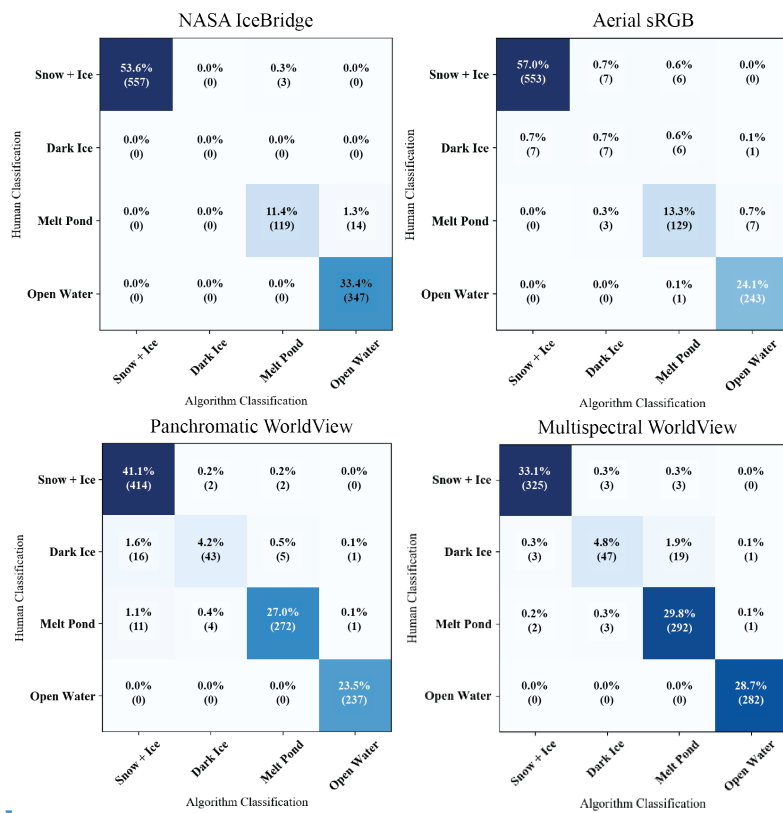 NASA IceBridge
Human Classification
Snow + Ice
53.6% 0.0% 0.3% 0.0%
(557) (0) (3) (0)
Dark Ice
0.0% 0.0% 0.0% 0.0%
(0) (0) (0) (0)
Melt Pond
0.0% 0.0% 11.4% 1.3%
(0) (0) (119) (14)
Open Water
0.0% 0.0% 0.0% 33.4%
(0) (0) (0) (347)
Snow + Ice Dark Ice Melt Pond Open Water
Algorithm Classification
Aerial sRGB
Human Classification
Snow + Ice
57.0% 0.7% 0.6% 0.0%
(553) (7) (6) (0)
Dark Ice
0.7% 0.7% 0.6% 0.1%
(7) (7) (6) (1)
Melt Pond
0.0% 0.3% 13.3% 0.7%
(0) (3) (129) (7)
Open Water
0.0% 0.0% 0.1% 24.1%
(0) (0) (1) (243)
Snow + Ice Dark Ice Melt Pond Open Water
Algorithm Classification
Panchromatic WorldView
Human Classification
Snow + Ice
41.1% 0.2% 0.2% 0.0%
(414) (2) (2) (0)
Dark Ice
1.6% 4.2% 0.5% 0.1%
(16) (43) (5) (1)
Melt Pond
1.1% 0.4% 27.0% 0.1%
(11) (4) (272) (1)
Open Water
0.0% 0.0% 0.0% 23.5%
(0) (0) (0) (237)
Snow + Ice Dark Ice Melt Pond Open Water
Algorithm Classification
Multispectral WorldView
Human Classification
Snow + Ice
33.1% 0.3% 0.3% 0.0%
(325) (3) (3) (0)
Dark Ice
0.3% 4.8% 1.9% 0.1%
(3) (47) (19) (1)
Melt Pond
0.2% 0.3% 29.8% 0.1%
(2) (3) (292) (1)
Open Water
0.0% 0.0% 0.0% 28.7%
(0) (0) (0) (282)
Snow + Ice Dark Ice Melt Pond Open Water
Algorithm Classification